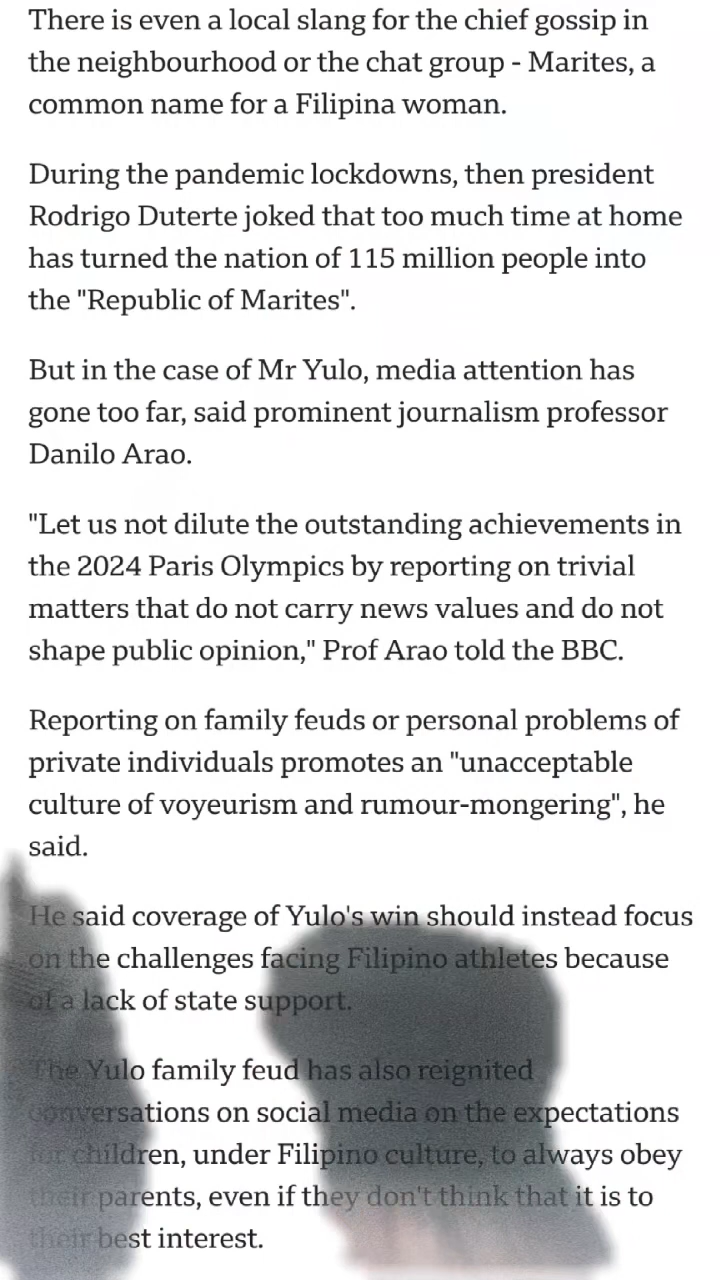 There is even a local slang for the chief gossip in
the neighbourhood or the chat group - Marites, a
common name for a Filipina woman.
During the pandemic lockdowns, then president
Rodrigo Duterte joked that too much time at home
has turned the nation of 115 million people into
the "Republic of Marites".
But in the case of Mr Yulo, media attention has
gone too far, said prominent journalism professor
Danilo Arao.
"Let us not dilute the outstanding achievements in
the 2024 Paris Olympics by reporting on trivial
matters that do not carry news values and do not
shape public opinion," Prof Arao told the BBC.
Reporting on family feuds or personal problems of
private individuals promotes an "unacceptable
culture of voyeurism and rumour-mongering", he
said.
He said coverage of Yulo's win should instead focus
on the challenges facing Filipino athletes because
of a lack of state support.
The Yulo family feud has also reignited
conversations on social media on the expectations
for children, under Filipino culture, to always obey
their parents, even if they don't think that it is to
their best interest.